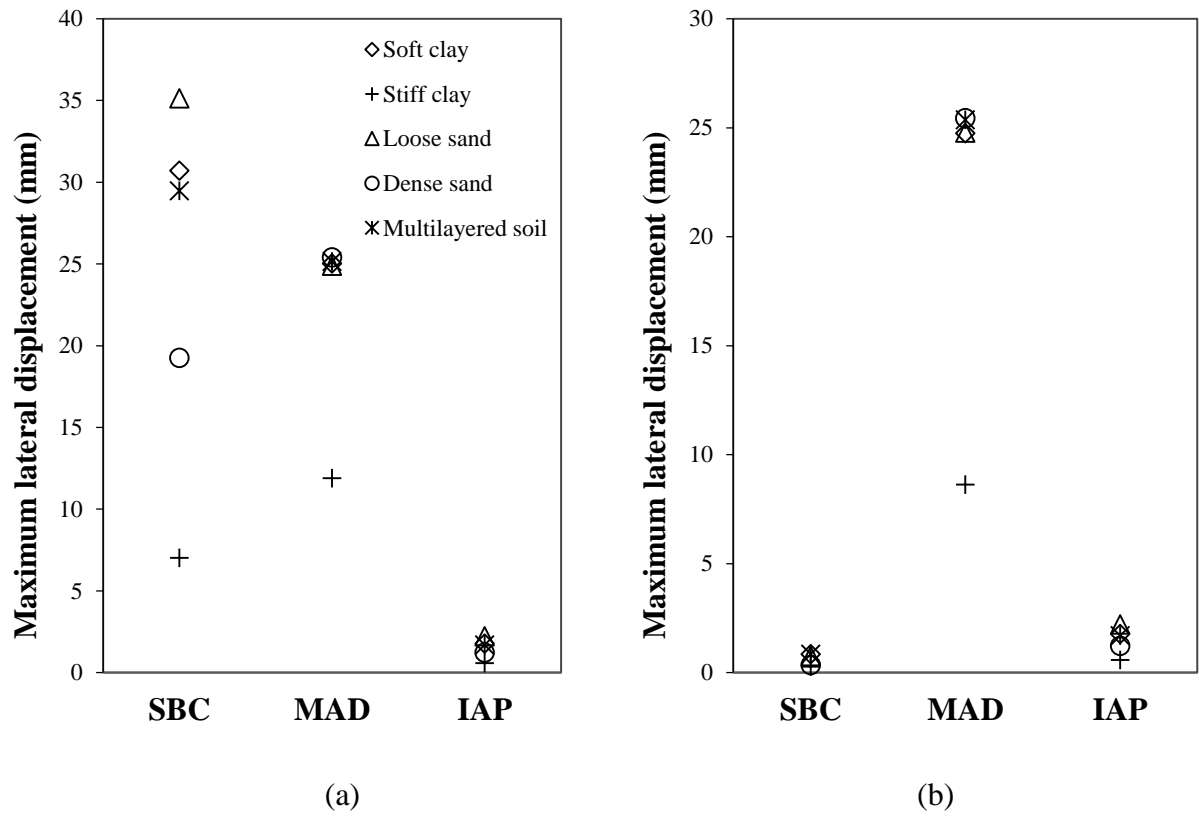 Maximum lateral displacement (mm)
40
35
30
25
20
15
10
5
0
Soft clay
Stiff clay
Loose sand
Dense sand
Multilayered soil
SBC MAD IAP
(a)
Maximum lateral displacement (mm)
30
25
20
15
10
5
0
SBC MAD IAP
(b)